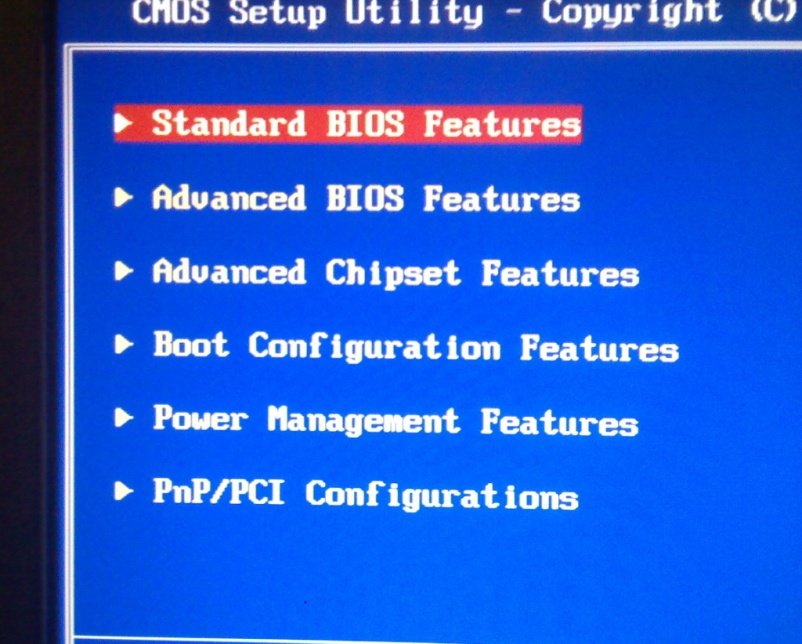 CMOS Setup Utility - Copyright (C)
Standard BIOS Features
Advanced BIOS Features
Advanced Chipset Features
Boot Configuration Features
Power Management Features
PnP/PCI Configurations